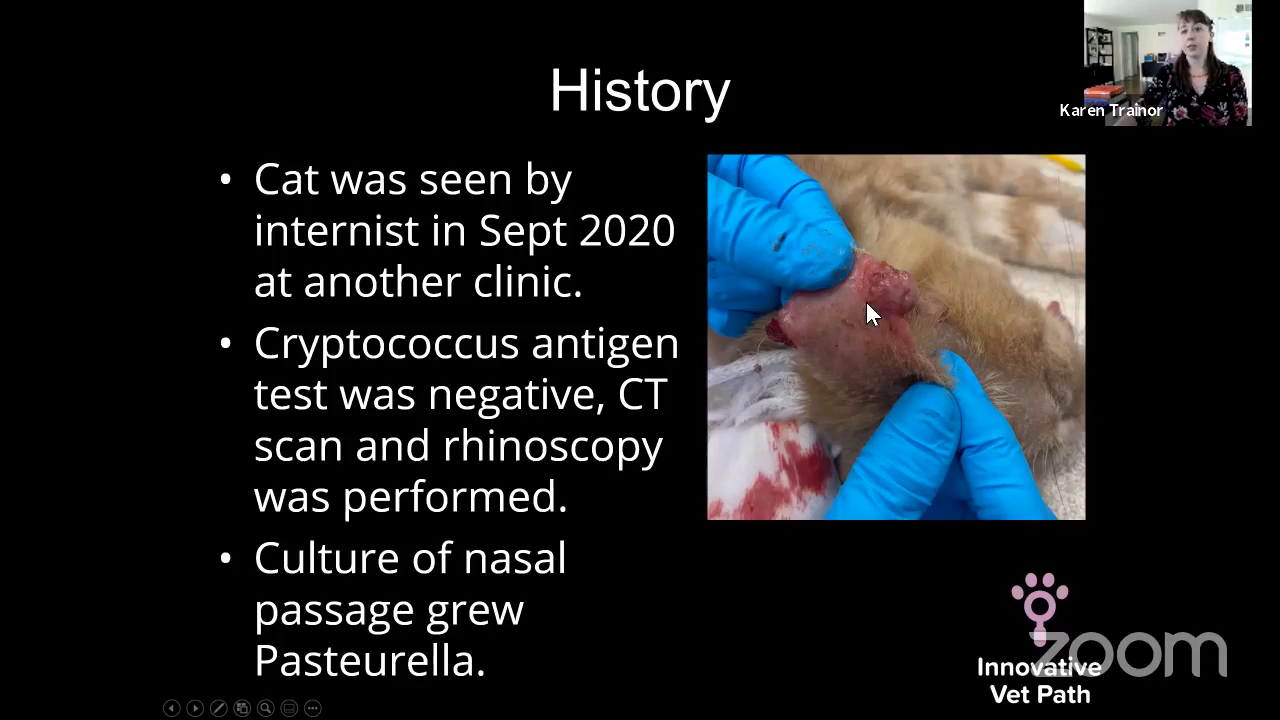 History
Karen Trainor
• Cat was seen by
internist in Sept 2020
at another clinic.
• Cryptococcus antigen
test was negative, CT
scan and rhinoscopy
was performed.
• Culture of nasal
passage grew
Pasteurella.
zoom
Innovative
Vet Path